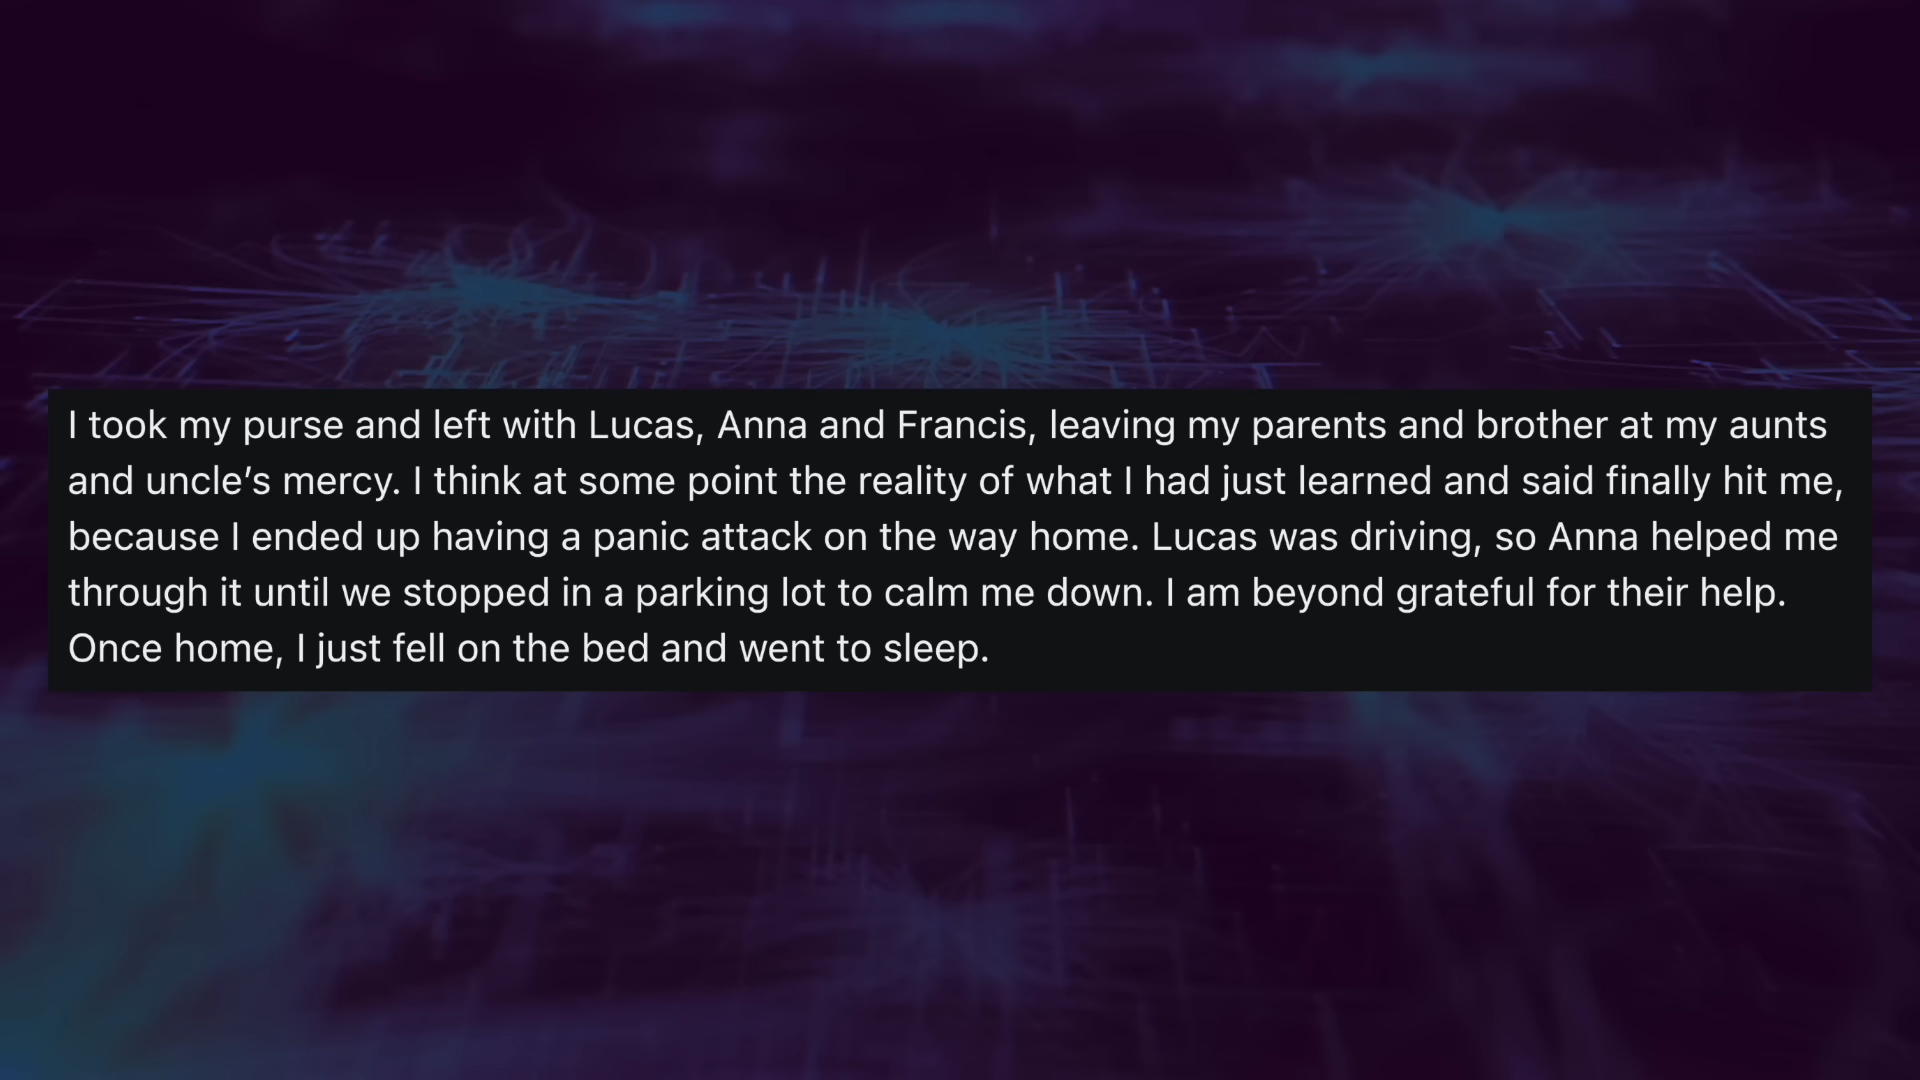 I took my purse and left with Lucas, Anna and Francis, leaving my parents and brother at my aunts
and uncle’s mercy. I think at some point the reality of what I had just learned and said finally hit me,
because I ended up having a panic attack on the way home. Lucas was driving, so Anna helped me
through it until we stopped in a parking lot to calm me down. I am beyond grateful for their help.
Once home, I just fell on the bed and went to sleep.